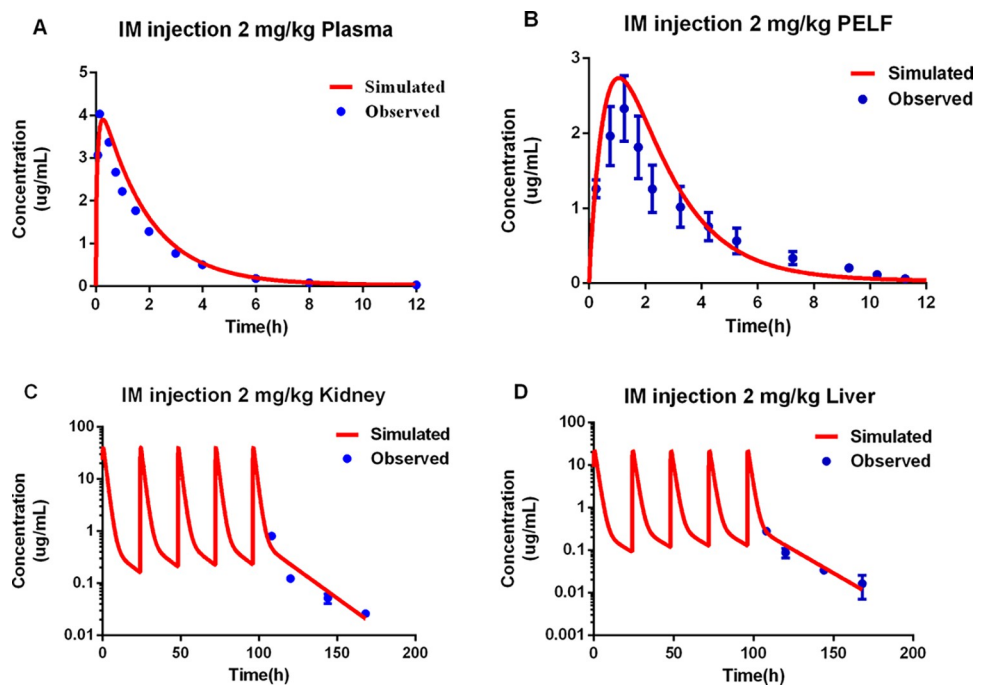 A
IM injection 2 mg/kg Plasma
Concentration
(ug/mL)
5
4
3
2
1
0
0 2 4 6 8 10 12
Time(h)
Simulated
Observed
B
IM injection 2 mg/kg PELF
Concentration
(ug/mL)
3
2
1
0
0 2 4 6 8 10 12
Time(h)
Simulated
Observed
C
IM injection 2 mg/kg Kidney
Concentration
(ug/mL)
100
10
1
0.1
0.01
0 50 100 150 200
Time(h)
Simulated
Observed
D
IM injection 2 mg/kg Liver
Concentration
(ug/mL)
100
10
1
0.1
0.01
0.001
0 50 100 150 200
Time(h)
Simulated
Observed